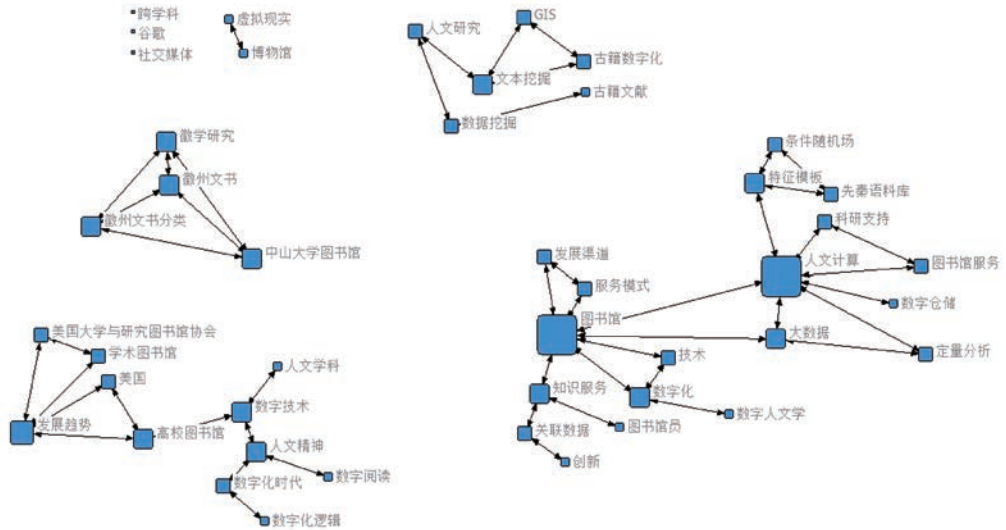 跨学科
谷歌
社交媒体
虚拟现实
博物馆
人文研究
GIS
文本挖掘
古籍数字化
古籍文献
数据挖掘
徽学研究
徽州文书
徽州文书分类
中山大学图书馆
条件随机场
特征模板
先秦语料库
科研支持
人文计算
图书馆服务
数字仓储
大数据
定量分析
发展渠道
服务模式
图书馆
技术
知识服务
数字化
数字人文学
图书馆员
关联数据
创新
美国大学与研究图书馆协会
学术图书馆
美国
发展趋势
高校图书馆
人文学科
数字技术
人文精神
数字阅读
数字化时代
数字化逻辑